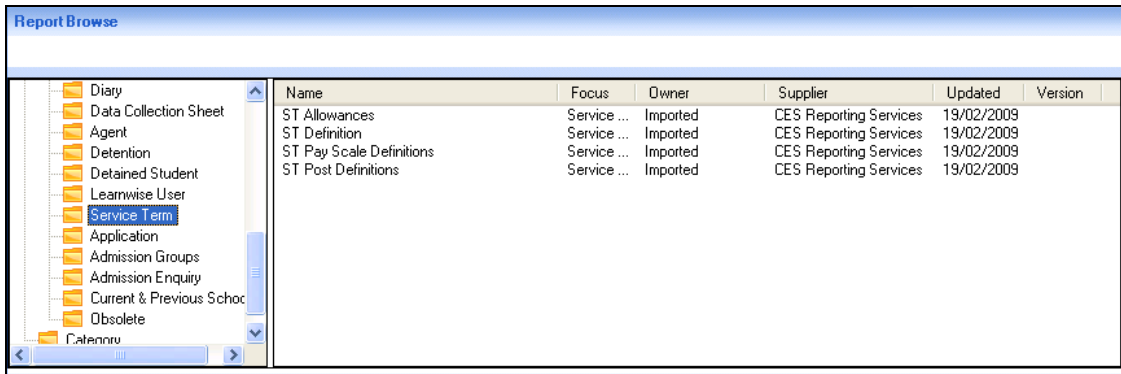 Report Browse
Diary
Data Collection Sheet
Agent
Detention
Detained Student
Learnwise User
Service Term
Application
Admission Groups
Admission Enquiry
Current & Previous Schoc
Obsolete
Category
Name Focus Owner Supplier Updated Version
ST Allowances Service ... Imported CES Reporting Services 19/02/2009
ST Definition Service ... Imported CES Reporting Services 19/02/2009
ST Pay Scale Definitions Service ... Imported CES Reporting Services 19/02/2009
ST Post Definitions Service ... Imported CES Reporting Services 19/02/2009